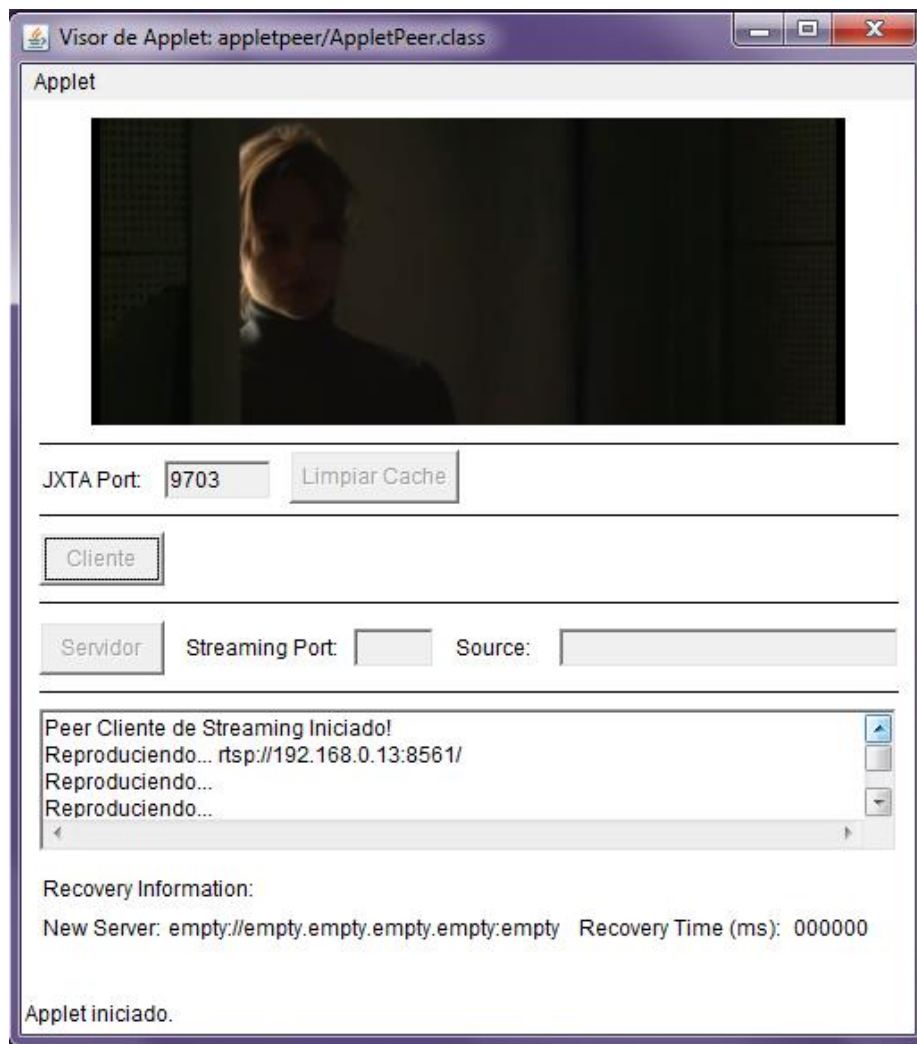 Visor de Applet: appletpeer/AppletPeer.class
Applet
JXTA Port: 9703 Limpiar Cache
Cliente
Servidor Streaming Port: Source:
Peer Cliente de Streaming Iniciado!
Reproduciendo... rtsp://192.168.0.13:8561/
Reproduciendo...
Reproduciendo...
Recovery Information:
New Server: empty://empty.empty.empty.empty:empty Recovery Time (ms): 000000
Applet iniciado.